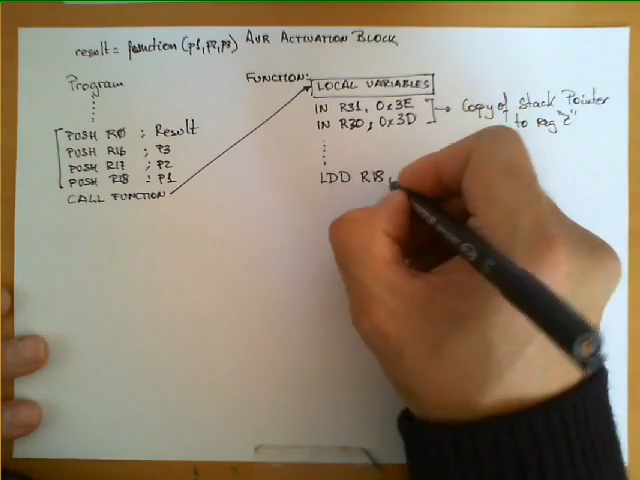 result = function (p1,p2,p3) AVR ACTIVATION BLOCK
Program
PUSH R0 ; Result
PUSH R16 ; P3
PUSH R17 ; P2
PUSH R18 ; P1
CALL FUNCTION
FUNCTION:
LOCAL VARIABLES
IN R31, 0x3E
IN R30, 0x3D
Copy of Stack Pointer
to Reg "Z"
LDD R18,